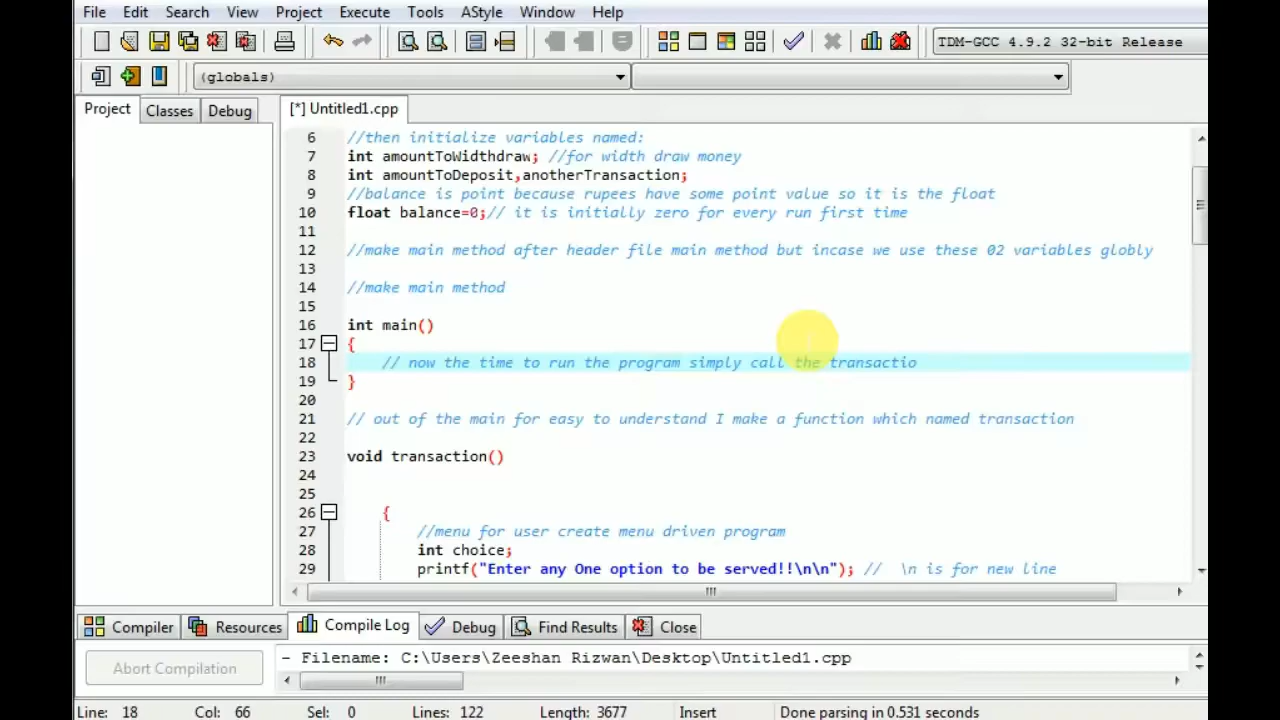 File Edit Search View Project Execute Tools AStyle Window Help
TDM-GCC 4.9.2 32-bit Release
(globals)
Project Classes Debug [*] Untitled1.cpp
6 //then initialize variables named:
7 int amountToWidthdraw; //for width draw money
8 int amountToDeposit,anotherTransaction;
9 //balance is point because rupees have some point value so it is the float
10 float balance=0;// it is initially zero for every run first time
11
12 //make main method after header file main method but incase we use these 02 variables globly
13
14 //make main method
15
16 int main()
17 {
18 // now the time to run the program simply call the transactio
19 }
20
21 // out of the main for easy to understand I make a function which named transaction
22
23 void transaction()
24
25
26 {
27 //menu for user create menu driven program
28 int choice;
29 printf("Enter any One option to be served!!\n\n"); // \n is for new line
Compiler Resources Compile Log Debug Find Results Close
Abort Compilation
- Filename: C:\Users\Zeeshan Rizwan\Desktop\Untitled1.cpp
Line: 18 Col: 66 Sel: 0 Lines: 122 Length: 3677 Insert Done parsing in 0.531 seconds